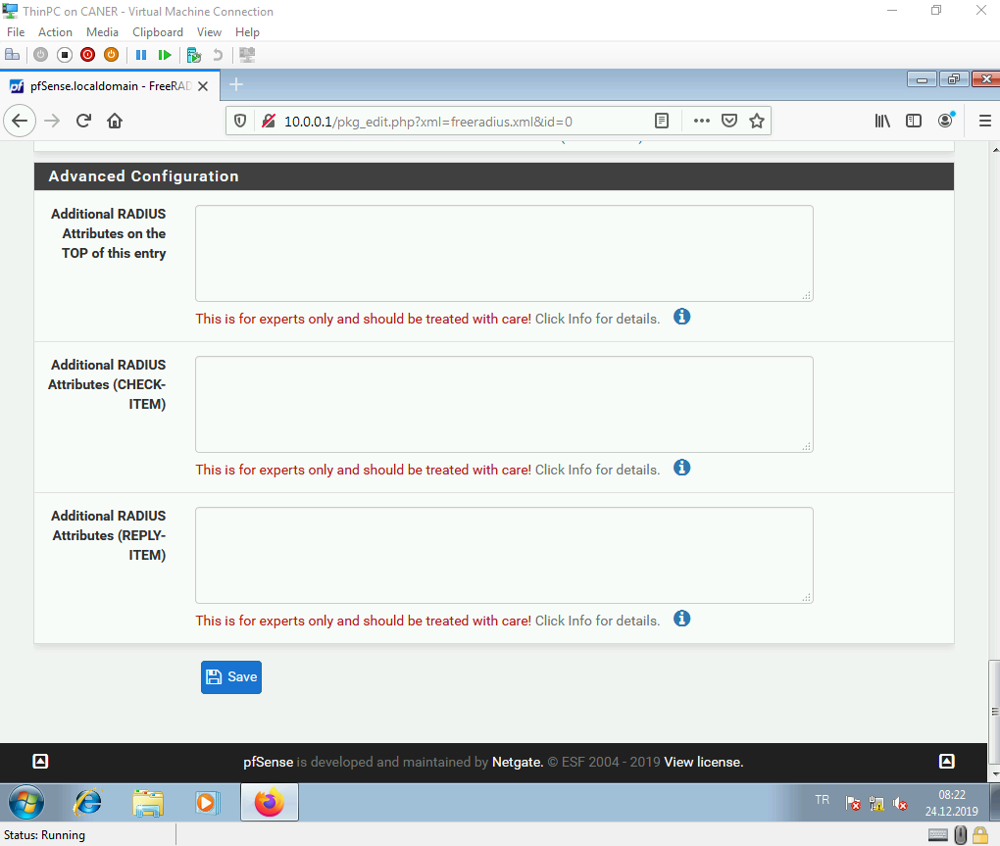 ThinPC on CANER - Virtual Machine Connection
File Action Media Clipboard View Help
pfSense.localdomain - FreeRAD
10.0.0.1/pkg_edit.php?xml=freeradius.xml&id=0
Advanced Configuration
Additional RADIUS
Attributes on the
TOP of this entry
This is for experts only and should be treated with care! Click Info for details.
Additional RADIUS
Attributes (CHECK-
ITEM)
This is for experts only and should be treated with care! Click Info for details.
Additional RADIUS
Attributes (REPLY-
ITEM)
This is for experts only and should be treated with care! Click Info for details.
Save
pfSense is developed and maintained by Netgate. © ESF 2004 - 2019 View license.
TR
08:22
24.12.2019
Status: Running